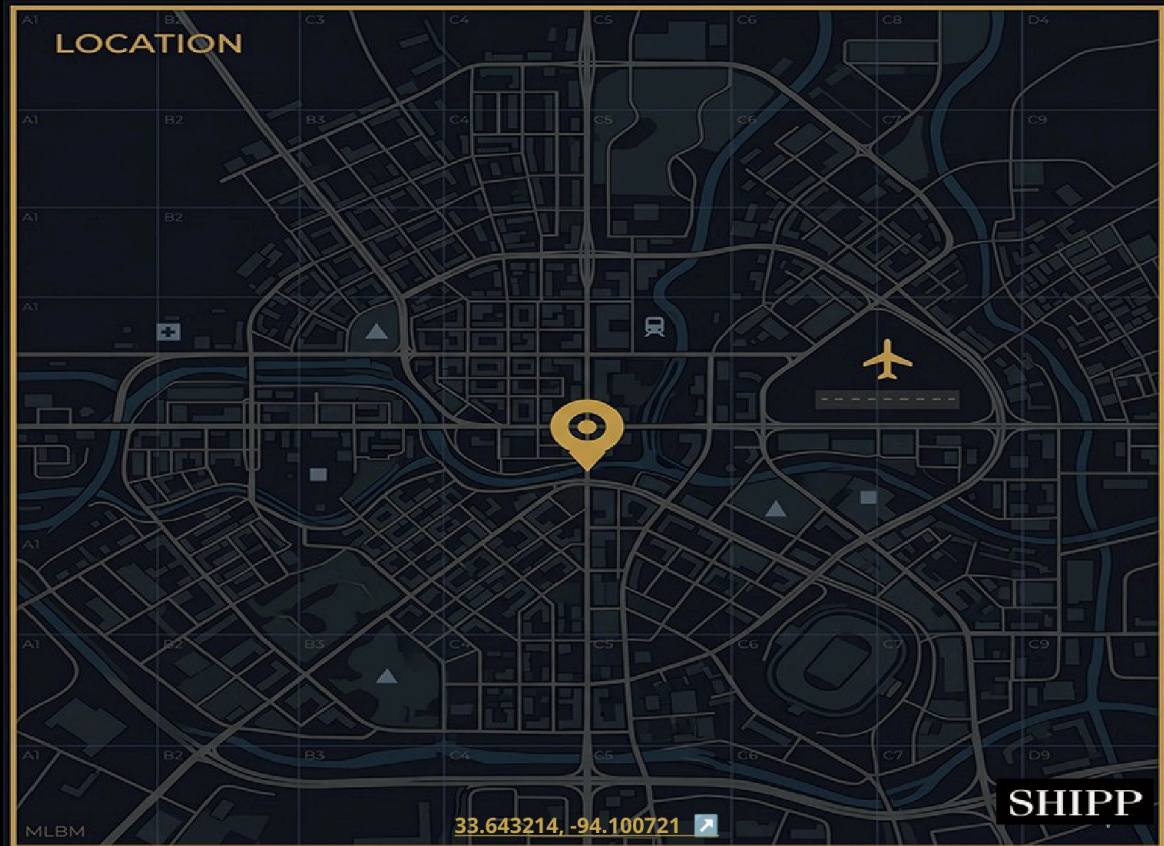 A1 B2 C3 C4 C5 C6 C8 D4
LOCATION
A1 B2 B3 C4 C5 C6 C7 C9
A1 B2
A1
A1
A1 B2 B3 C4 C5 C6 C7 C9
A1 B2 B3 C4 C5 C6 C7 D9
SHIPP
33.643214, -94.100721
MLBM